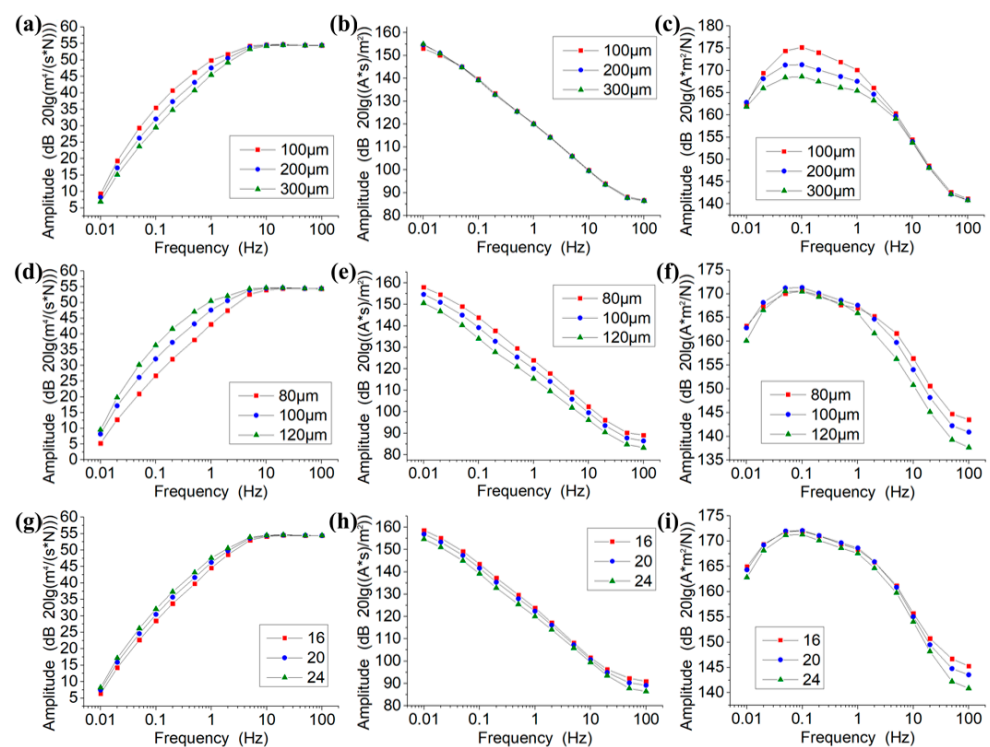 (a)
Amplitude (dB 20lg(m³/(s*N)))
60
55
50
45
40
35
30
25
20
15
10
5
100μm
200μm
300μm
0.01 0.1 1 10 100
Frequency (Hz)
(b)
Amplitude (dB 20lg((A*s)/m²))
160
150
140
130
120
110
100
90
80
100μm
200μm
300μm
0.01 0.1 1 10 100
Frequency (Hz)
(c)
Amplitude (dB 20lg(A*m²/N))
180
175
170
165
160
155
150
145
140
100μm
200μm
300μm
0.01 0.1 1 10 100
Frequency (Hz)
(d)
Amplitude (dB 20lg(m³/(s*N)))
60
55
50
45
40
35
30
25
20
15
10
5
0
80μm
100μm
120μm
0.01 0.1 1 10 100
Frequency (Hz)
(e)
Amplitude (dB 20lg((A*s)/m²))
160
150
140
130
120
110
100
90
80
80μm
100μm
120μm
0.01 0.1 1 10 100
Frequency (Hz)
(f)
Amplitude (dB 20lg(A*m²/N))
175
170
165
160
155
150
145
140
135
80μm
100μm
120μm
0.01 0.1 1 10 100
Frequency (Hz)
(g)
Amplitude (dB 20lg(m³/(s*N)))
60
55
50
45
40
35
30
25
20
15
10
5
16
20
24
0.01 0.1 1 10 100
Frequency (Hz)
(h)
Amplitude (dB 20lg((A*s)/m²))
160
150
140
130
120
110
100
90
80
16
20
24
0.01 0.1 1 10 100
Frequency (Hz)
(i)
Amplitude (dB 20lg(A*m²/N))
175
170
165
160
155
150
145
140
16
20
24
0.01 0.1 1 10 100
Frequency (Hz)